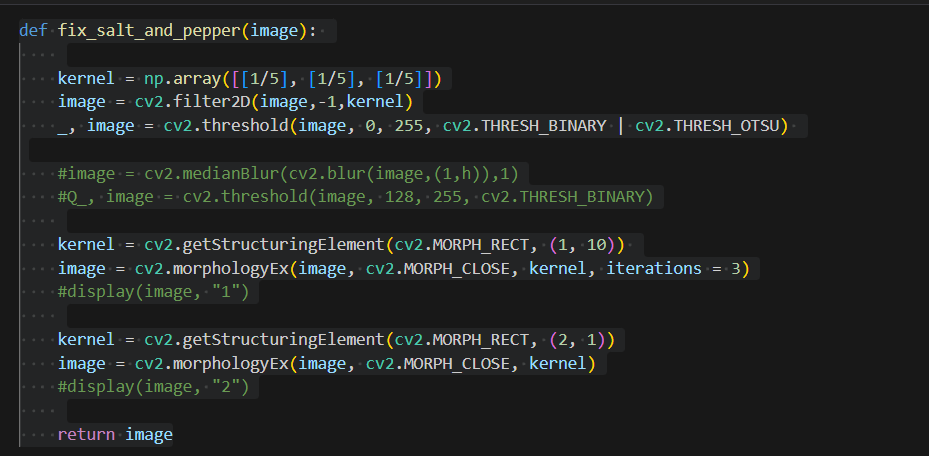 def fix_salt_and_pepper(image):
    kernel = np.array([[1/5], [1/5], [1/5]])
    image = cv2.filter2D(image,-1,kernel)
    _, image = cv2.threshold(image, 0, 255, cv2.THRESH_BINARY | cv2.THRESH_OTSU)
    #image = cv2.medianBlur(cv2.blur(image,(1,h)),1)
    #Q_, image = cv2.threshold(image, 128, 255, cv2.THRESH_BINARY)
    kernel = cv2.getStructuringElement(cv2.MORPH_RECT, (1, 10))
    image = cv2.morphologyEx(image, cv2.MORPH_CLOSE, kernel, iterations = 3)
    #display(image, "1")
    kernel = cv2.getStructuringElement(cv2.MORPH_RECT, (2, 1))
    image = cv2.morphologyEx(image, cv2.MORPH_CLOSE, kernel)
    #display(image, "2")
    return image